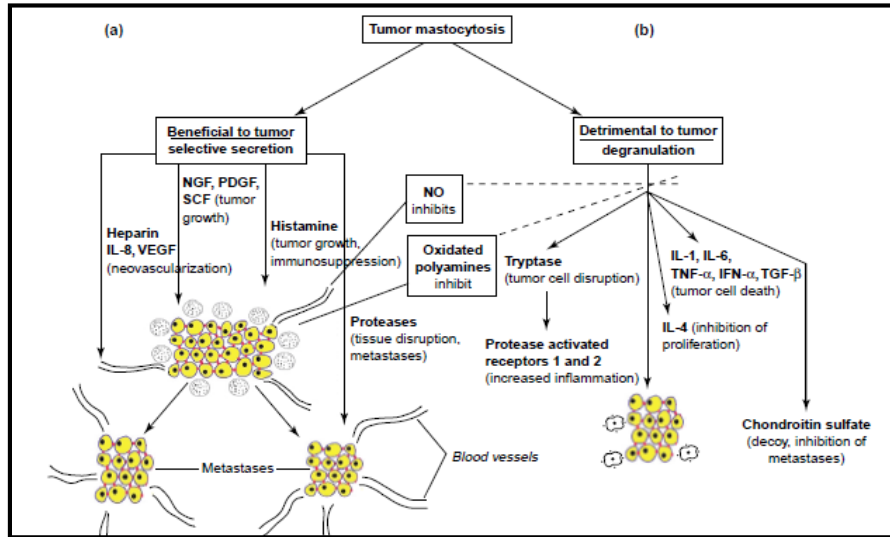 (a)
Tumor mastocytosis
(b)
Beneficial to tumor
selective secretion
Detrimental to tumor
degranulation
NGF, PDGF,
SCF (tumor
growth)
NO
inhibits
Heparin
IL-8, VEGF
(neovascularization)
Histamine
(tumor growth,
immunosuppression)
Oxidated
polyamines
inhibit
Tryptase
(tumor cell disruption)
IL-1, IL-6,
TNF-α, IFN-α, TGF-β
(tumor cell death)
Proteases
(tissue disruption,
metastases)
Protease activated
receptors 1 and 2
(increased inflammation)
IL-4 (inhibition of
proliferation)
Chondroitin sulfate
(decoy, inhibition of
metastases)
Metastases
Blood vessels